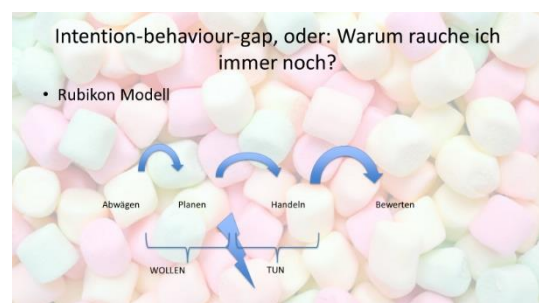 Intention-behaviour-gap, oder: Warum rauche ich
immer noch?
• Rubikon Modell
Abwägen Planen Handeln Bewerten
WOLLEN TUN